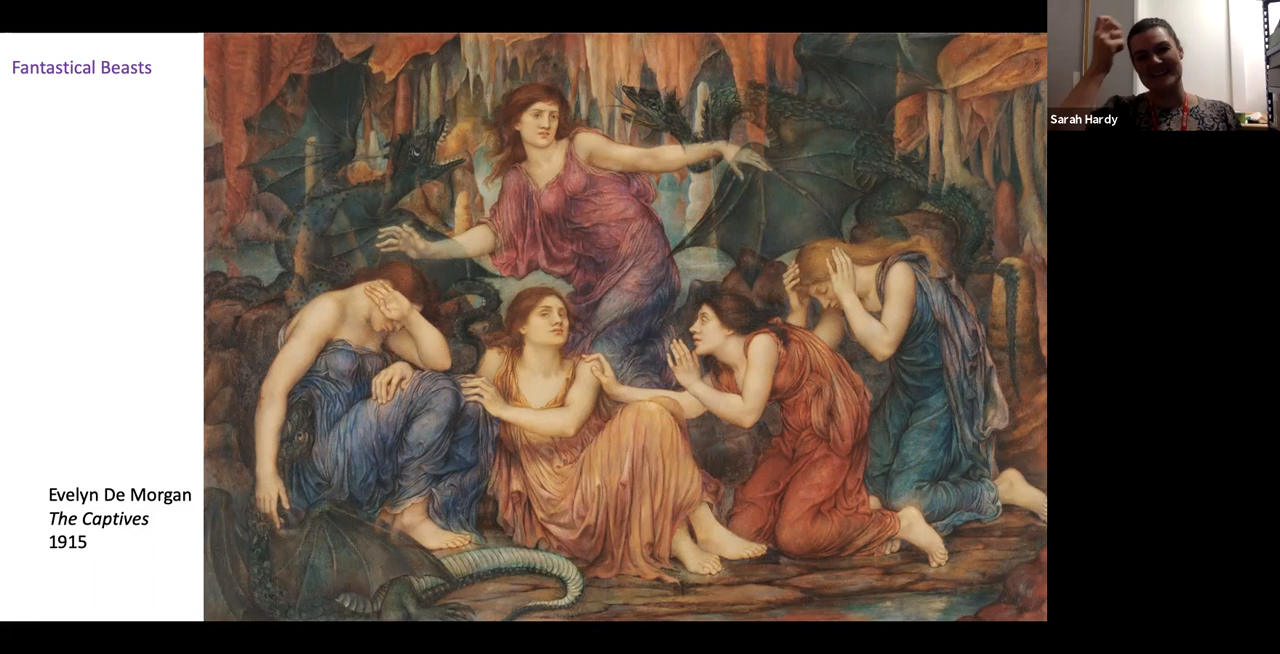 Fantastical Beasts
Evelyn De Morgan
The Captives
1915
Sarah Hardy